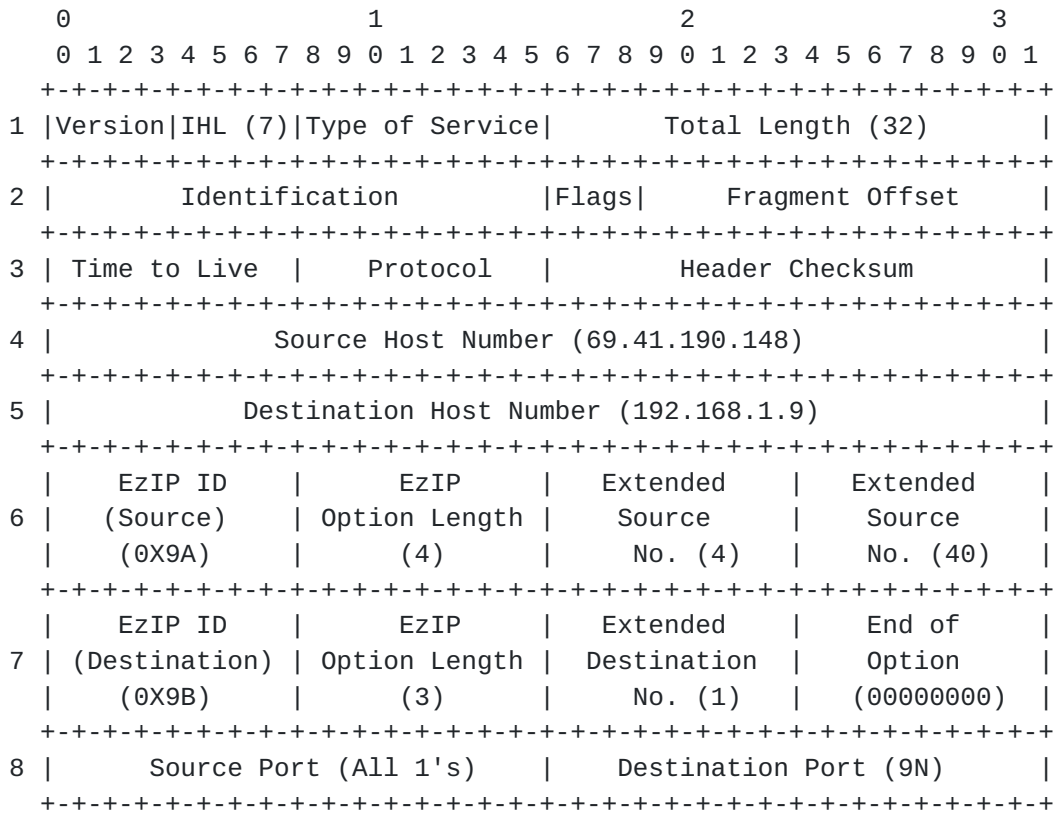 0                   1                   2                   3
 0 1 2 3 4 5 6 7 8 9 0 1 2 3 4 5 6 7 8 9 0 1 2 3 4 5 6 7 8 9 0 1
  +-+-+-+-+-+-+-+-+-+-+-+-+-+-+-+-+-+-+-+-+-+-+-+-+-+-+-+-+-+-+-+-+
1 |Version|IHL (7)|Type of Service|       Total Length (32)       |
  +-+-+-+-+-+-+-+-+-+-+-+-+-+-+-+-+-+-+-+-+-+-+-+-+-+-+-+-+-+-+-+-+
2 |        Identification         |Flags|     Fragment Offset     |
  +-+-+-+-+-+-+-+-+-+-+-+-+-+-+-+-+-+-+-+-+-+-+-+-+-+-+-+-+-+-+-+-+
3 | Time to Live  |    Protocol   |        Header Checksum        |
  +-+-+-+-+-+-+-+-+-+-+-+-+-+-+-+-+-+-+-+-+-+-+-+-+-+-+-+-+-+-+-+-+
4 |              Source Host Number (69.41.190.148)               |
  +-+-+-+-+-+-+-+-+-+-+-+-+-+-+-+-+-+-+-+-+-+-+-+-+-+-+-+-+-+-+-+-+
5 |            Destination Host Number (192.168.1.9)              |
  +-+-+-+-+-+-+-+-+-+-+-+-+-+-+-+-+-+-+-+-+-+-+-+-+-+-+-+-+-+-+-+-+
  |    EzIP ID    |      EzIP     |   Extended    |   Extended    |
6 |   (Source)    | Option Length |    Source     |    Source     |
  |    (0X9A)     |      (4)      |     No. (4)   |    No. (40)   |
  +-+-+-+-+-+-+-+-+-+-+-+-+-+-+-+-+-+-+-+-+-+-+-+-+-+-+-+-+-+-+-+-+
  |    EzIP ID    |      EzIP     |   Extended    |    End of     |
7 | (Destination) | Option Length |  Destination  |    Option     |
  |    (0X9B)     |      (3)      |     No. (1)   |   (00000000)  |
  +-+-+-+-+-+-+-+-+-+-+-+-+-+-+-+-+-+-+-+-+-+-+-+-+-+-+-+-+-+-+-+-+
8 |      Source Port (All 1's)    |    Destination Port (9N)      |
  +-+-+-+-+-+-+-+-+-+-+-+-+-+-+-+-+-+-+-+-+-+-+-+-+-+-+-+-+-+-+-+-+